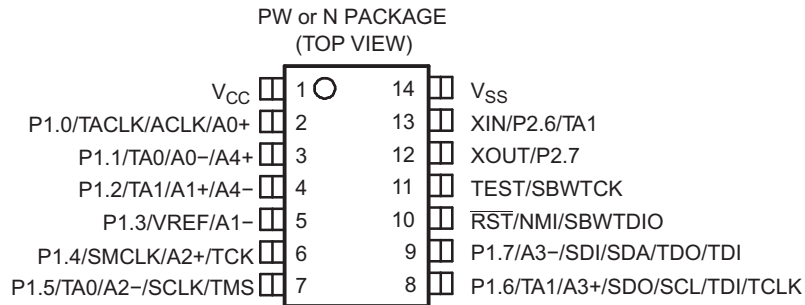 PW or N PACKAGE
(TOP VIEW)
VCC 1 14 VSS
P1.0/TACLK/ACLK/A0+ 2 13 XIN/P2.6/TA1
P1.1/TA0/A0−/A4+ 3 12 XOUT/P2.7
P1.2/TA1/A1+/A4− 4 11 TEST/SBWTCK
P1.3/VREF/A1− 5 10 RST/NMI/SBWTDIO
P1.4/SMCLK/A2+/TCK 6 9 P1.7/A3−/SDI/SDA/TDO/TDI
P1.5/TA0/A2−/SCLK/TMS 7 8 P1.6/TA1/A3+/SDO/SCL/TDI/TCLK